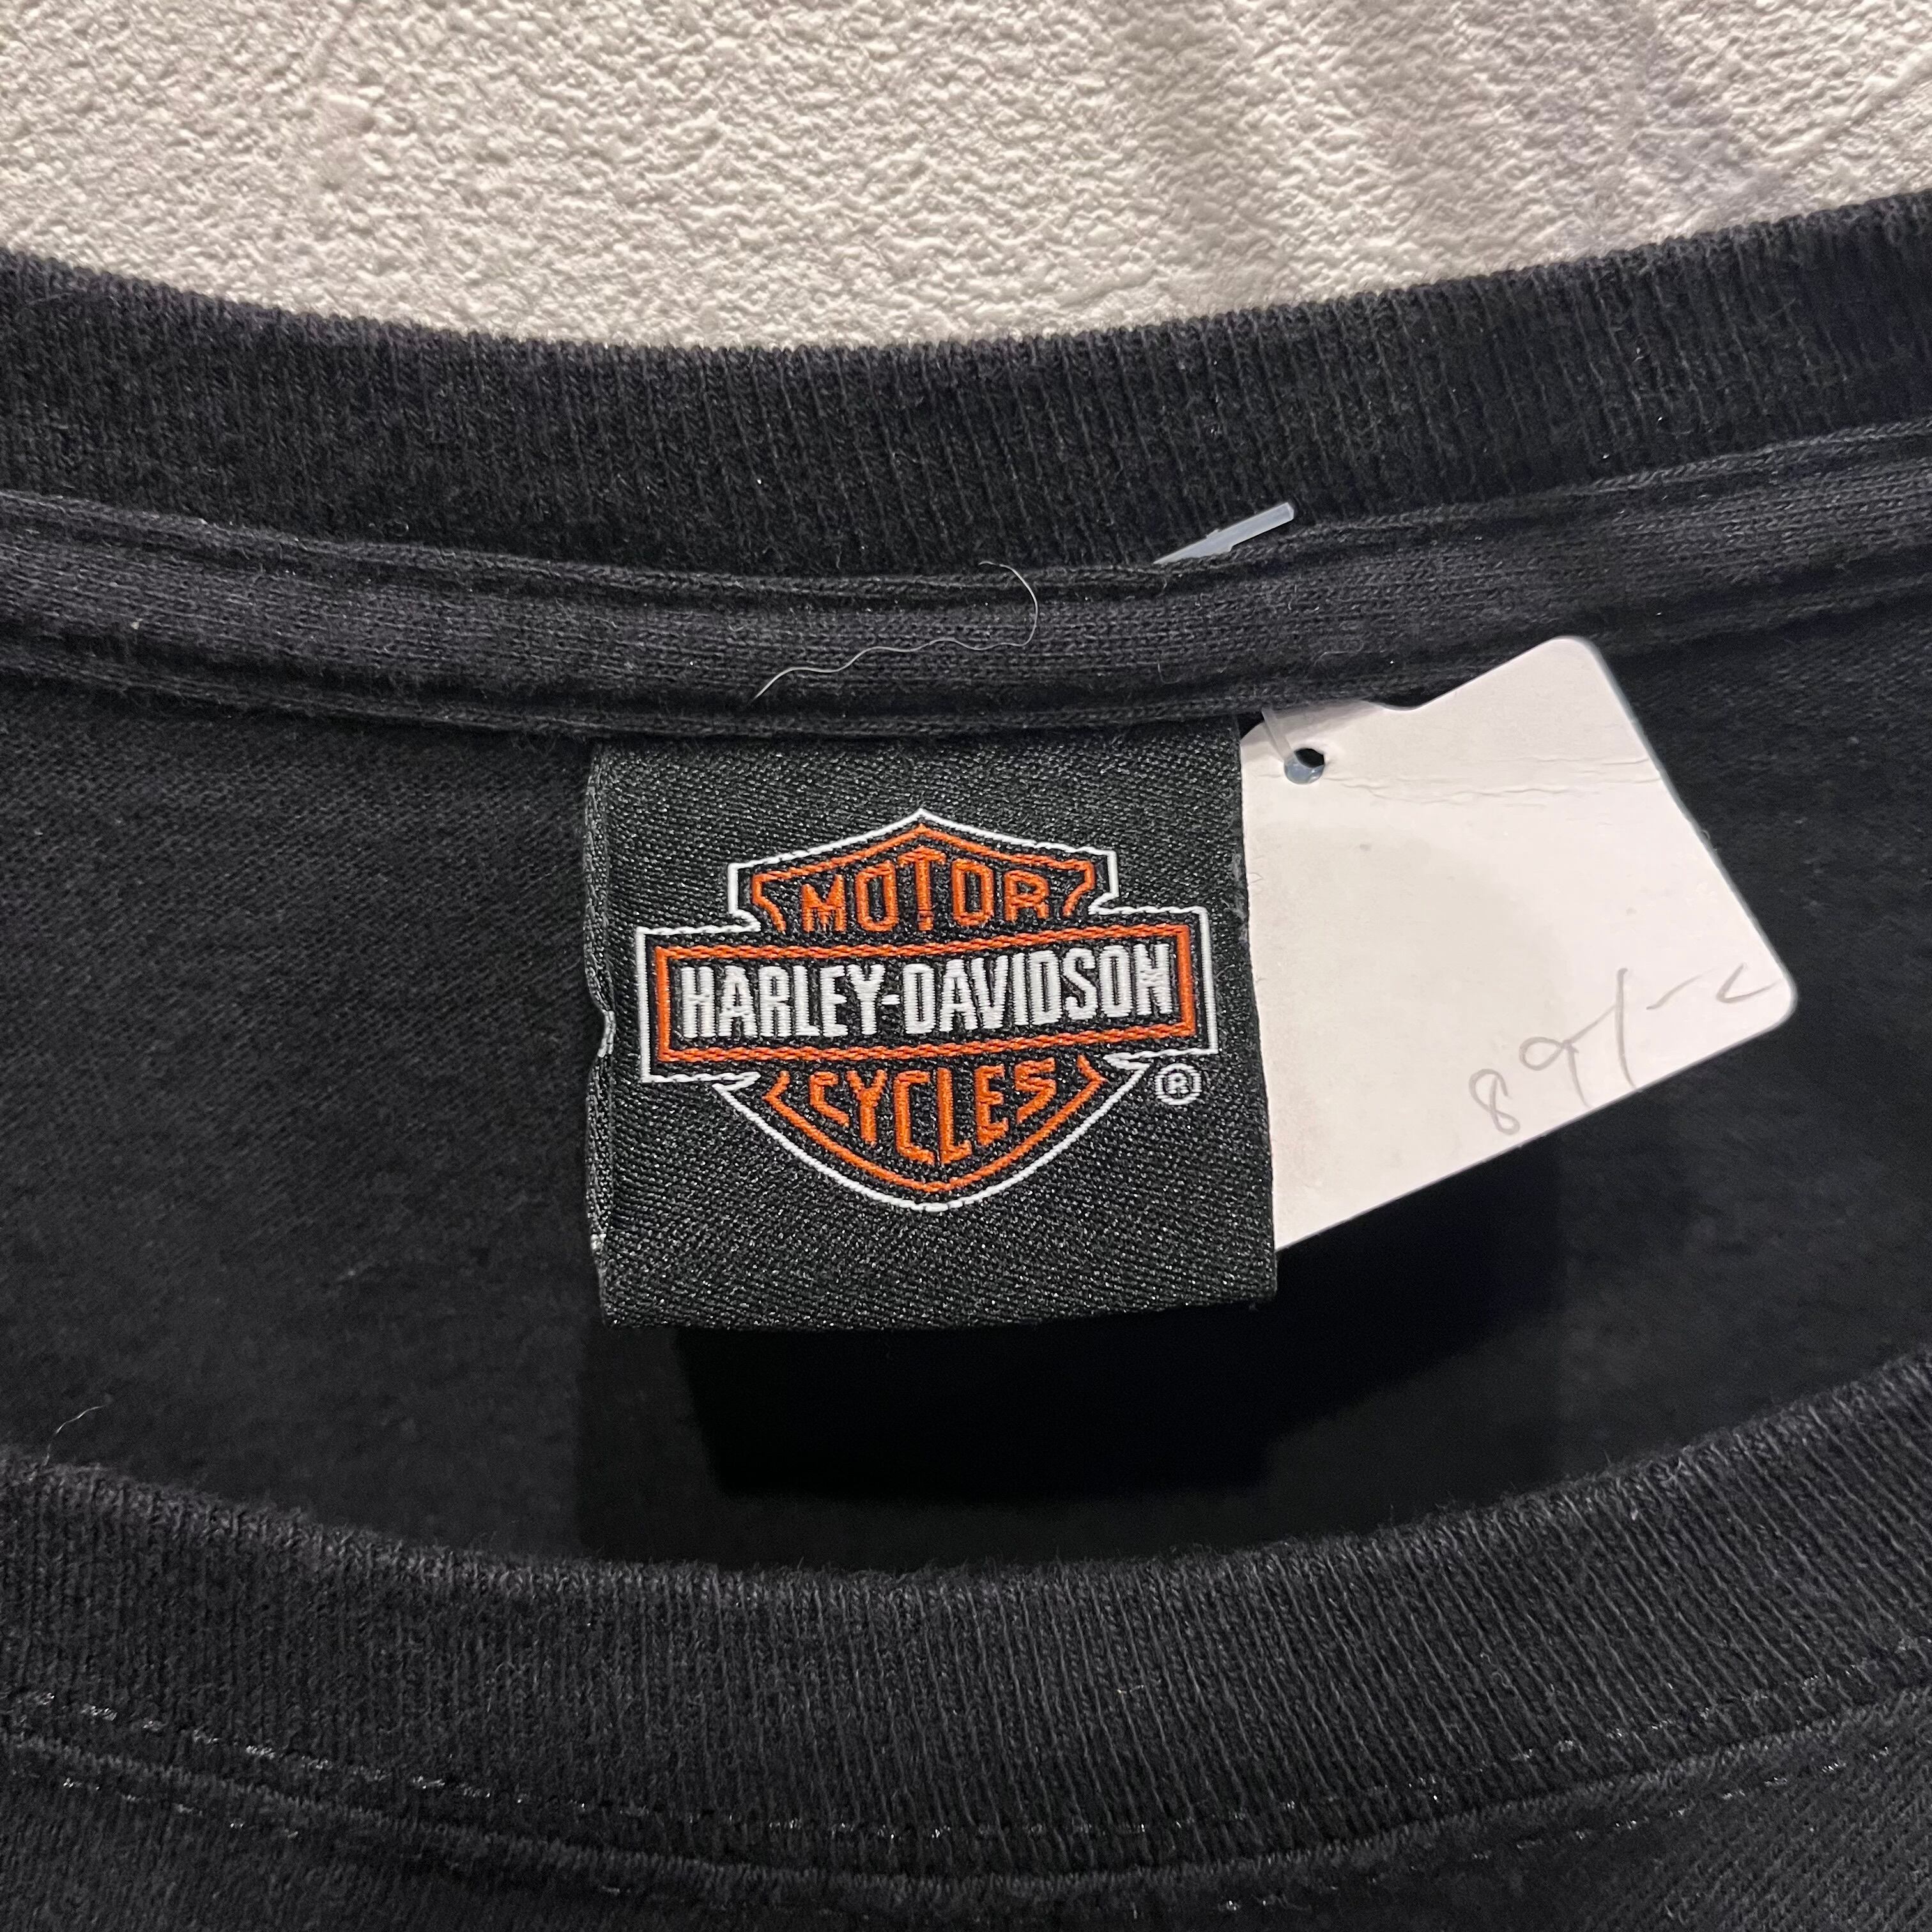 MOTOR
HARLEY-DAVIDSON
CYCLES
®